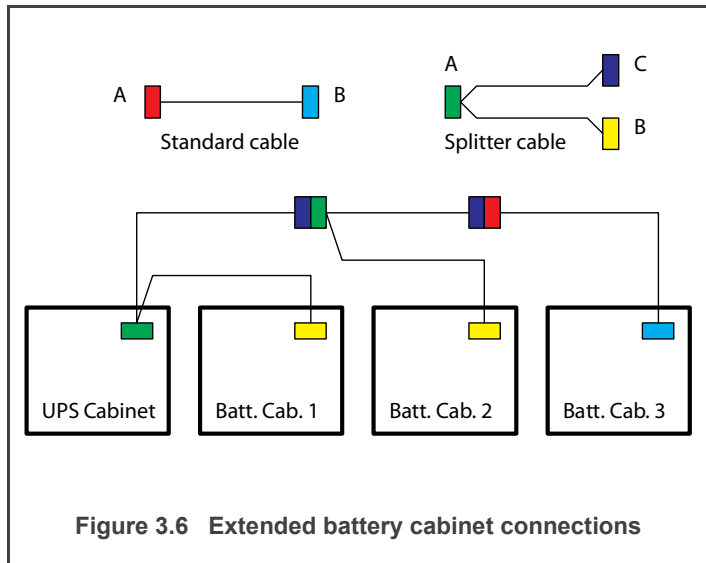 A
B
Standard cable
A
C
B
Splitter cable
UPS Cabinet
Batt. Cab. 1
Batt. Cab. 2
Batt. Cab. 3
Figure 3.6 Extended battery cabinet connections